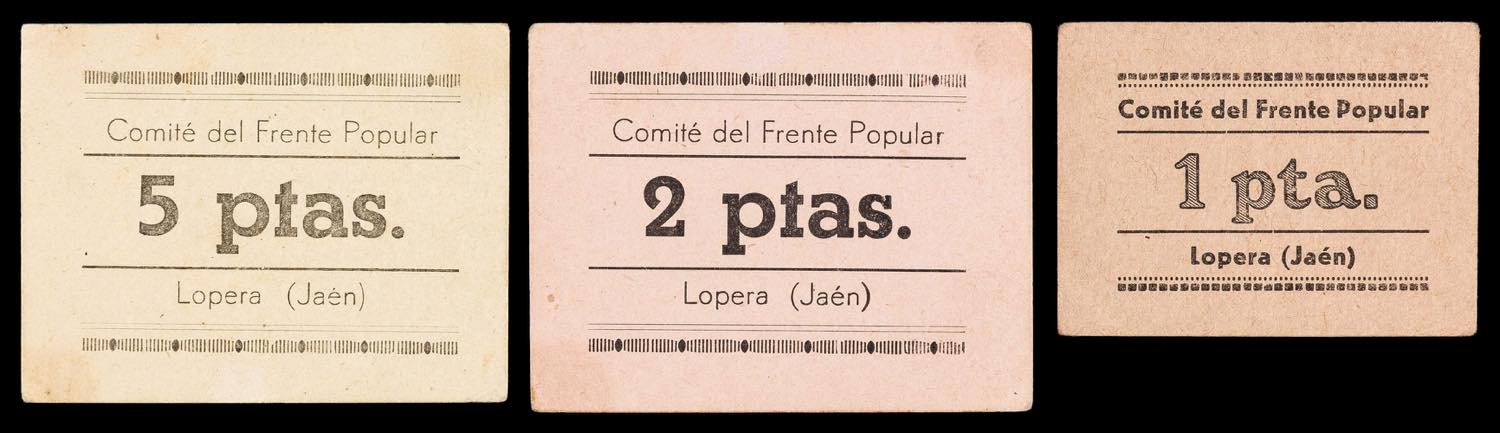 Comité del Frente Popular
5 ptas.
Lopera (Jaén)
Comité del Frente Popular
2 ptas.
Lopera (Jaén)
Comité del Frente Popular
1 pta.
Lopera (Jaén)